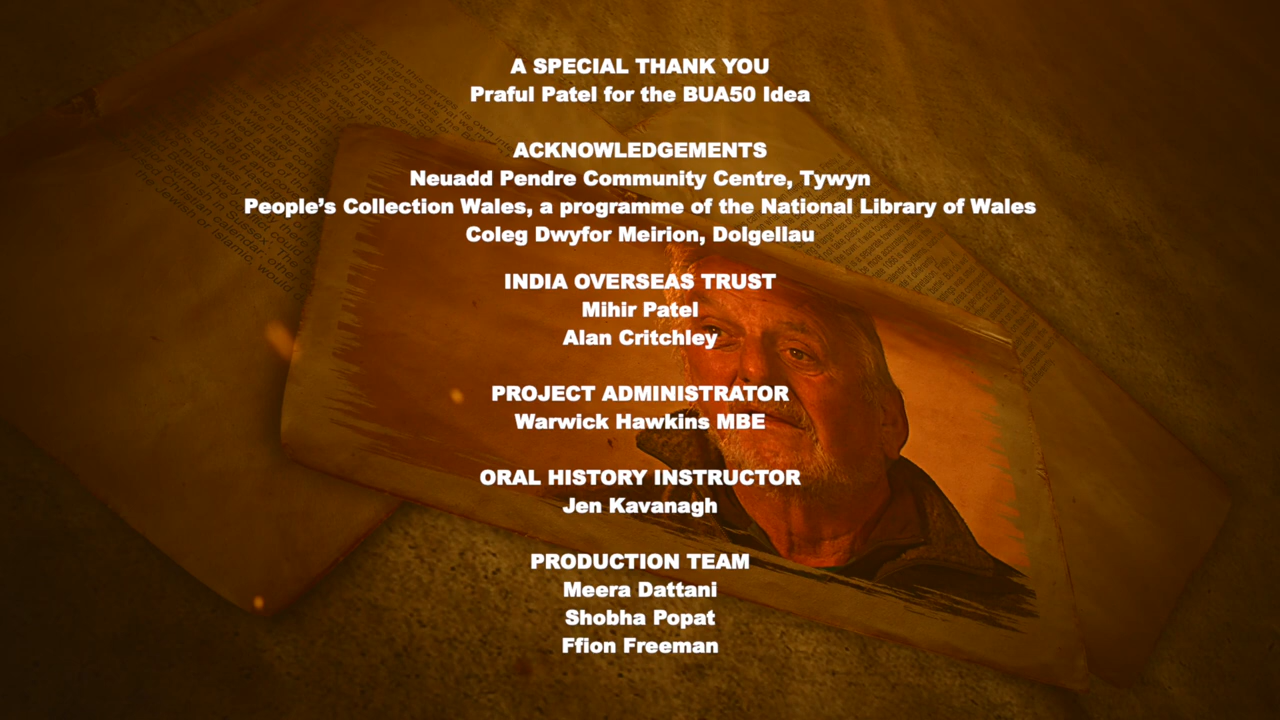 A SPECIAL THANK YOU
Praful Patel for the BUA50 Idea
ACKNOWLEDGEMENTS
Neuadd Pendre Community Centre, Tywyn
People’s Collection Wales, a programme of the National Library of Wales
Coleg Dwyfor Meirion, Dolgellau
INDIA OVERSEAS TRUST
Mihir Patel
Alan Critchley
PROJECT ADMINISTRATOR
Warwick Hawkins MBE
ORAL HISTORY INSTRUCTOR
Jen Kavanagh
PRODUCTION TEAM
Meera Dattani
Shobha Popat
Ffion Freeman